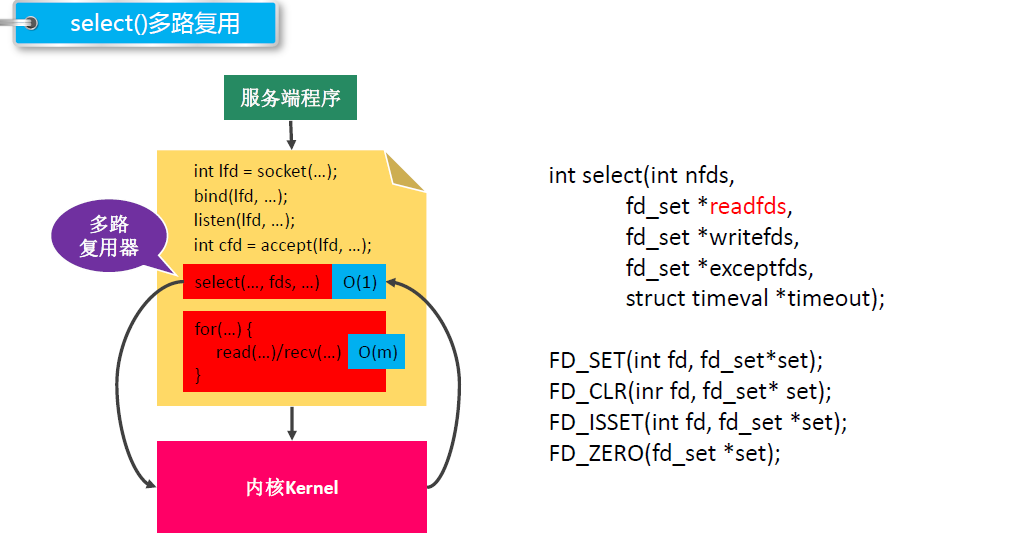 select()多路复用
服务端程序
int lfd = socket(…);
bind(lfd, …);
listen(lfd, …);
int cfd = accept(lfd, …);
多路
复用器
select(…, fds, …) O(1)
for(…) {
read(…)/recv(…) O(m)
}
内核Kernel
int select(int nfds,
fd_set *readfds,
fd_set *writefds,
fd_set *exceptfds,
struct timeval *timeout);
FD_SET(int fd, fd_set*set);
FD_CLR(inr fd, fd_set* set);
FD_ISSET(int fd, fd_set *set);
FD_ZERO(fd_set *set);